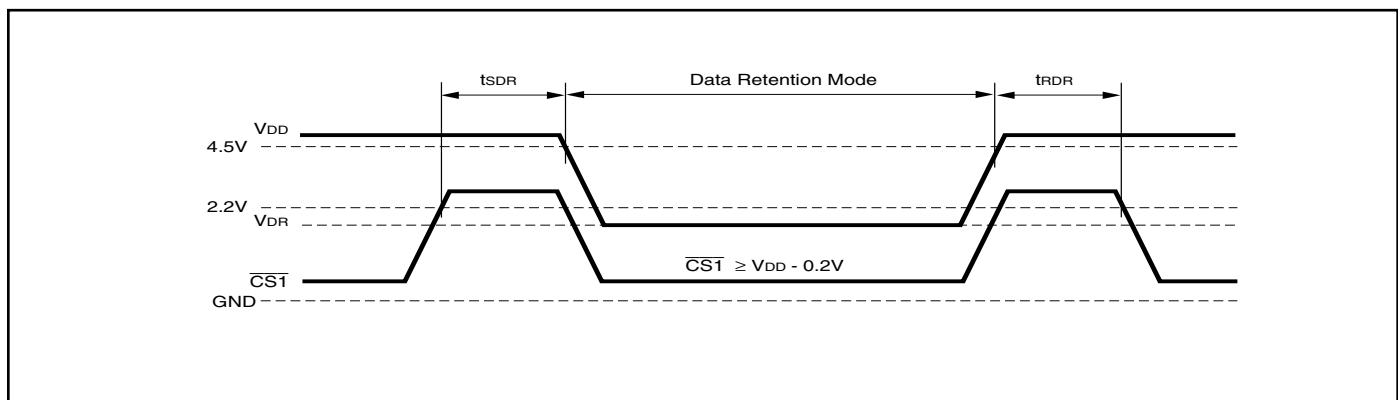 tSDR Data Retention Mode tRDR
VDD
4.5V
2.2V
VDR
CS1 ≥ VDD - 0.2V
CS1
GND